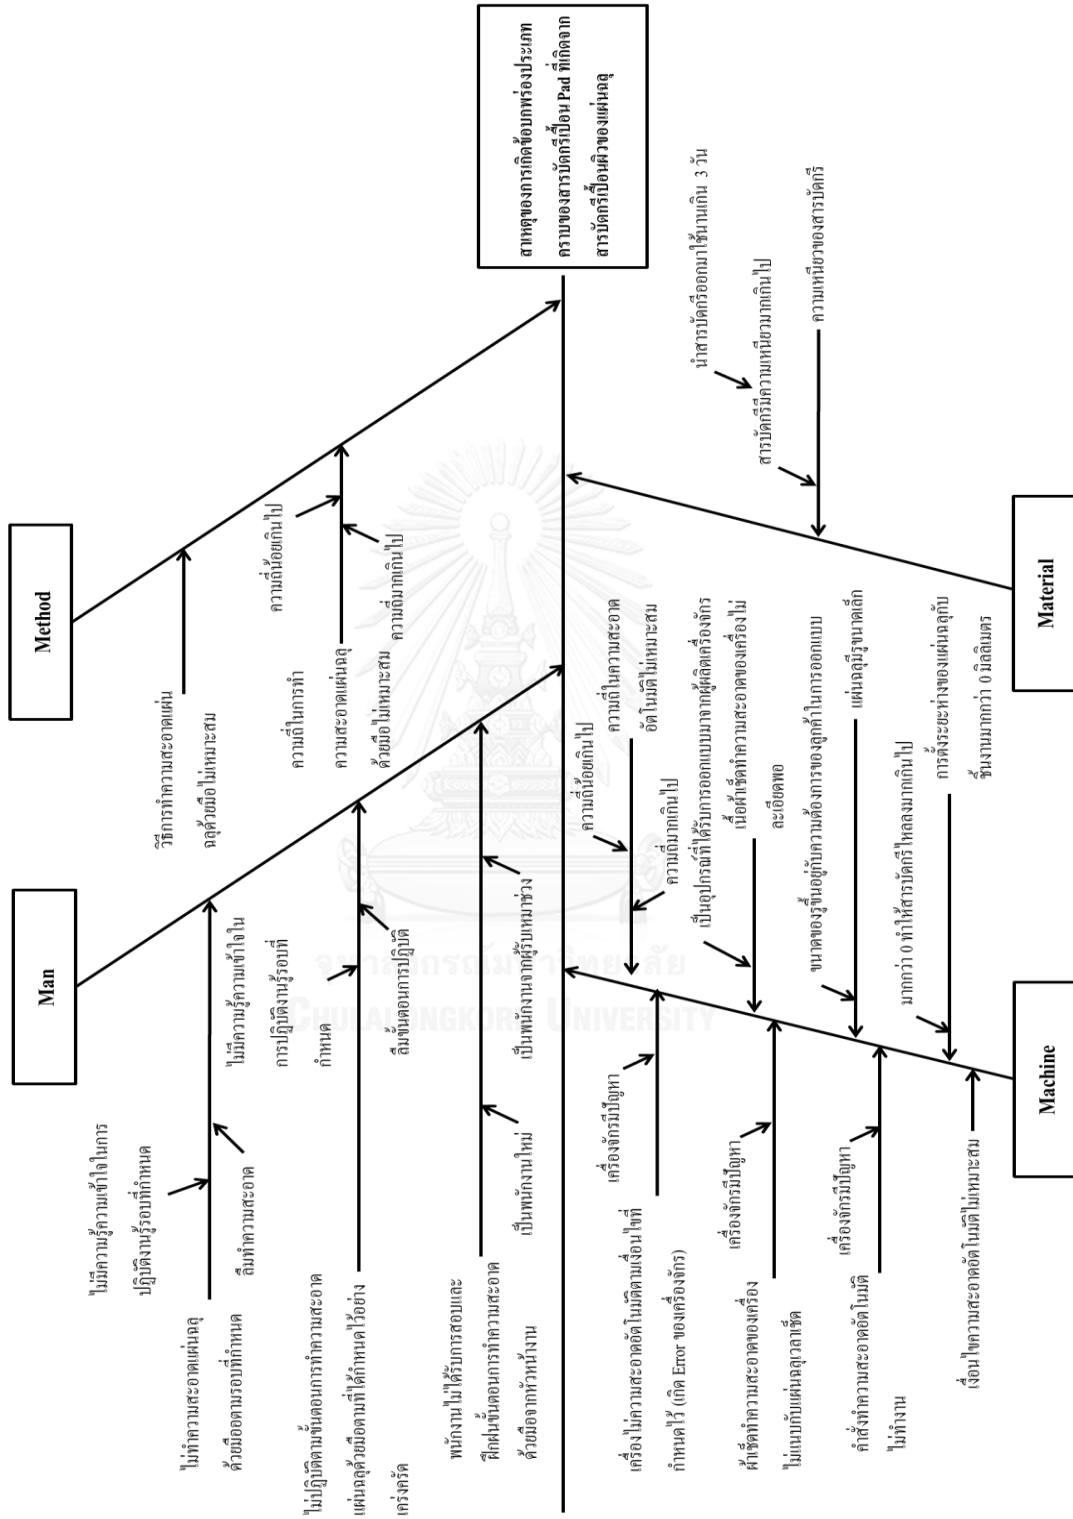 Man
Method
ไม่มีความรู้ความเข้าใจในการ
ปฏิบัติงานรู้รอบที่กำหนด
ไม่ทำความสะอาดแผ่นฉลุ
ด้วยมืออตามรอบที่กำหนด
ลืมทำความสะอาด
ไม่มีความรู้ความเข้าใจใน
การปฏิบัติงานรู้รอบที่
กำหนด
ไม่ปฏิบัติตามขั้นตอนการทำความสะอาด
แผ่นฉลุด้วยมือตามที่ได้กำหนดไว้อย่าง
เคร่งครัด
ลืมขั้นตอนการปฏิบัติ
พนักงานไม่ได้รับการสอบและ
ฝึกฝนขั้นตอนการทำความสะอาด
ด้วยมือจากหัวหน้างาน
เป็นพนักงานใหม่
เป็นพนักงานจากผู้รับเหมาช่วง
วิธีการทำความสะอาดแผ่น
ฉลุด้วยมือไม่เหมาะสม
ความถี่น้อยเกินไป
ความถี่ในการทำ
ความสะอาดแผ่นฉลุ
ด้วยมือไม่เหมาะสม
ความถี่มากเกินไป
สาเหตุของการเกิดข้อบกพร่องประเภท
คราบของสารบัดกรีเปื้อน Pad ที่เกิดจาก
สารบัดกรีเปื้อนผิวของแผ่นฉลุ
จุฬาลงกรณ์มหาวิทยาลัย
CHULALONGKORN UNIVERSITY
เครื่องจักรมีปัญหา
เครื่องไม่ความสะอาดอัตโนมัติตามเงื่อนไขที่
กำหนดไว้ (เกิด Error ของเครื่องจักร)
เครื่องจักรมีปัญหา
ผ้าเช็ดทำความสะอาดของเครื่อง
ไม่แนบกับแผ่นฉลุเวลาเช็ด
เครื่องจักรมีปัญหา
คำสั่งทำความสะอาดอัตโนมัติ
ไม่ทำงาน
เงื่อนไขความสะอาดอัตโนมัติไม่เหมาะสม
ความถี่น้อยเกินไป
ความถี่ในความสะอาด
อัตโนมัติไม่เหมาะสม
ความถี่มากเกินไป
เป็นอุปกรณ์ที่ได้รับการออกแบบมาจากผู้ผลิตเครื่องจักร
เนื้อผ้าเช็ดทำความสะอาดของเครื่องไม่
ละเอียดพอ
ขนาดของรูขึ้นอยู่กับความต้องการของลูกค้าในการออกแบบ
แผ่นฉลุมีรูขนาดเล็ก
มากกว่า 0 ทำให้สารบัดกรีไหลลงมากเกินไป
การตั้งระยะห่างของแผ่นฉลุกับ
ชิ้นงานมากกว่า 0 มิลลิเมตร
นำสารบัดกรีออกมาใช้นานเกิน 3 วัน
สารบัดกรีมีความเหนียวมากเกินไป
ความเหนียวของสารบัดกรี
Machine
Material